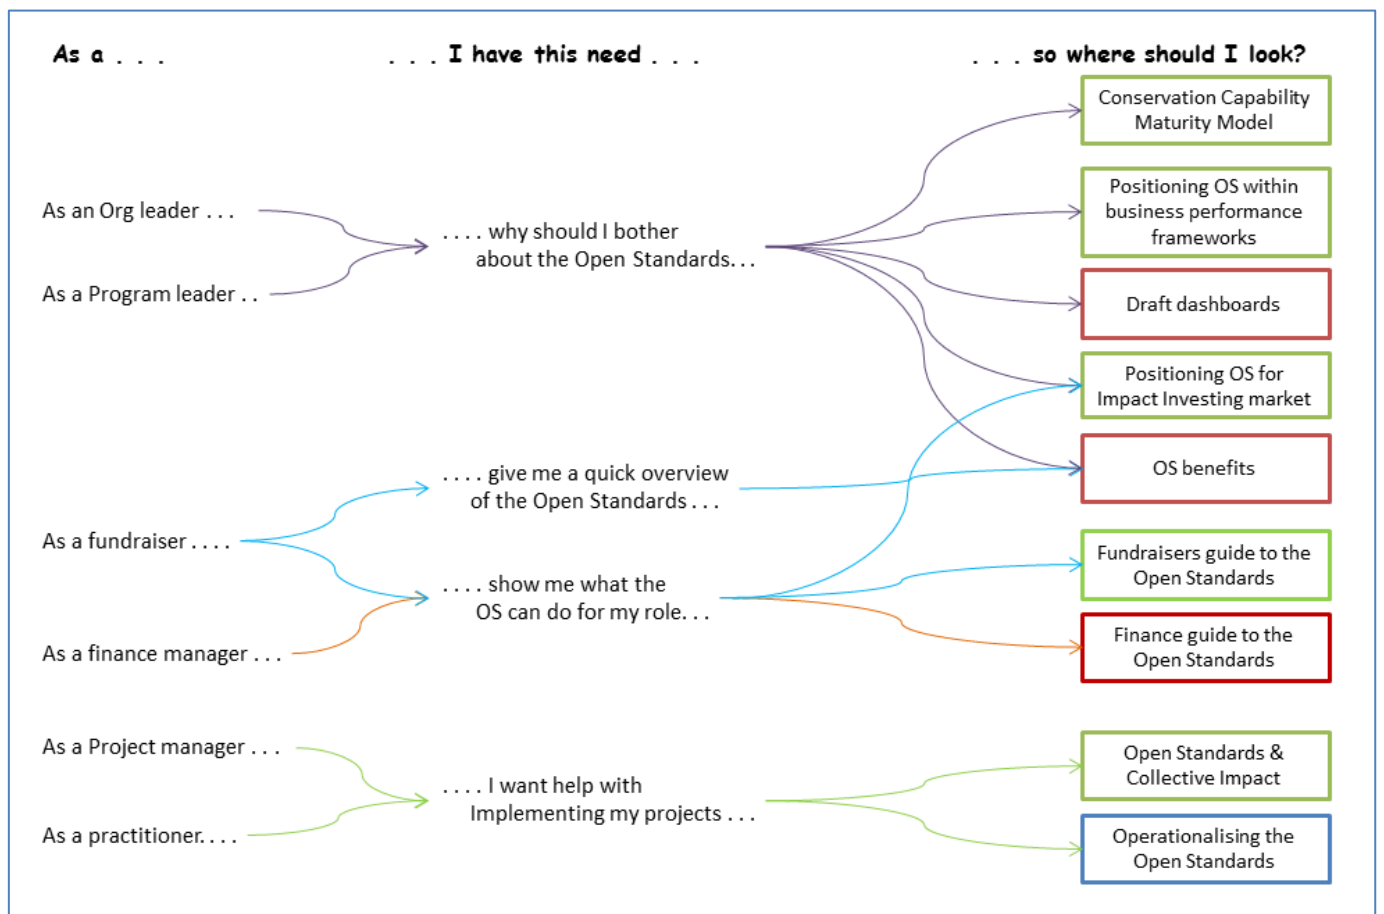 As a . . .
. . . I have this need . . .
. . . so where should I look?
As an Org leader . . .
As a Program leader . .
. . . . why should I bother
about the Open Standards. . .
Conservation Capability
Maturity Model
Positioning OS within
business performance
frameworks
Draft dashboards
Positioning OS for
Impact Investing market
OS benefits
As a fundraiser . . . .
As a finance manager . . .
. . . . give me a quick overview
of the Open Standards . . .
. . . . show me what the
OS can do for my role. . .
Fundraisers guide to the
Open Standards
Finance guide to the
Open Standards
As a Project manager . . .
As a practitioner. . . .
. . . . I want help with
Implementing my projects . . .
Open Standards &
Collective Impact
Operationalising the
Open Standards